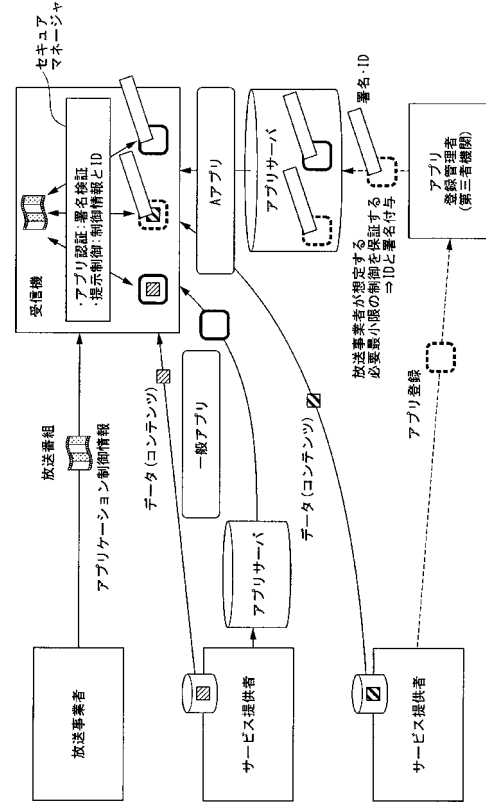 放送事業者
放送番組
アプリケーション制御情報
受信機
セキュア
マネージャ
・アプリ認証:署名検証
・提示制御:制御情報とID
データ(コンテンツ)
サービス提供者
アプリサーバ
一般アプリ
Aアプリ
アプリサーバ
データ(コンテンツ)
サービス提供者
アプリ登録
放送事業者が想定する
必要最小限の制御を保証する
⇒IDと署名付与
署名・ID
アプリ
登録管理者
(第三者機関)